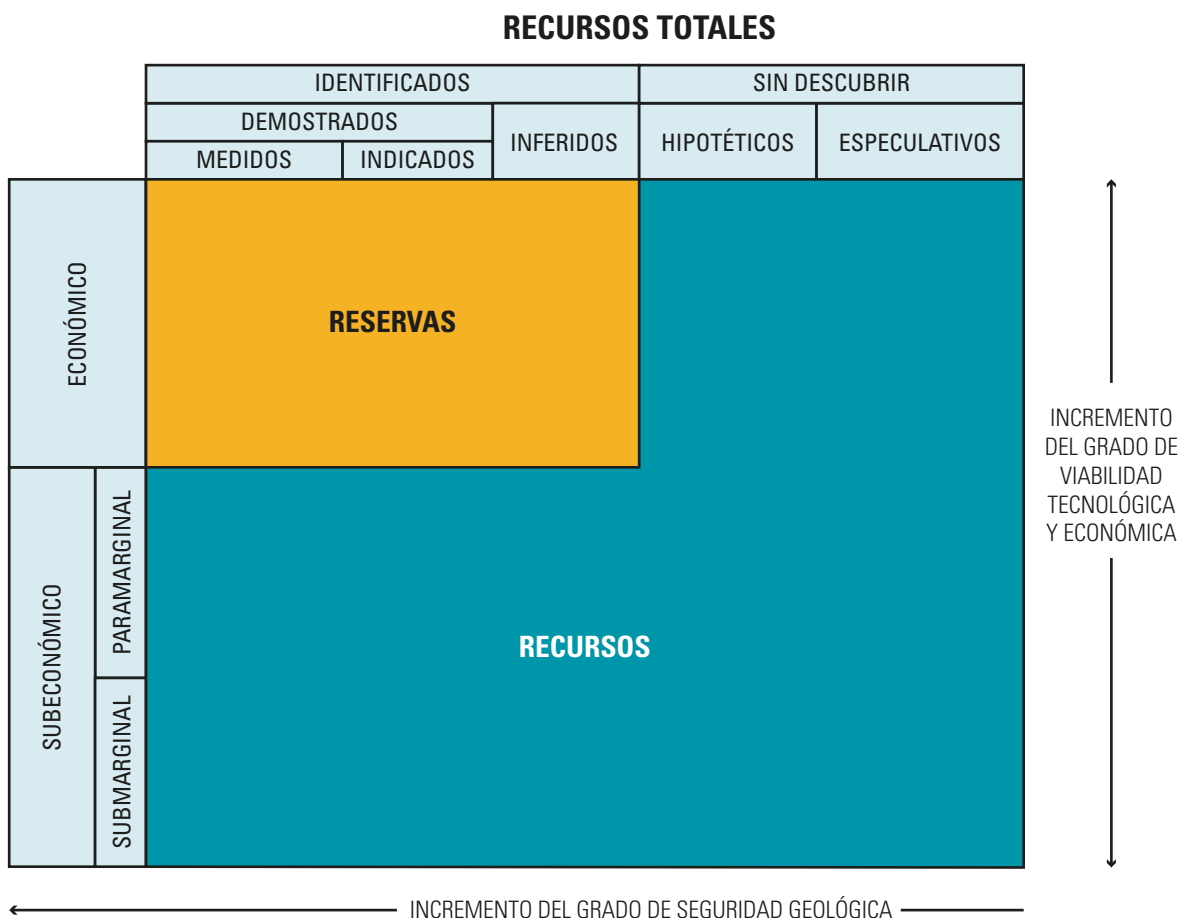 RECURSOS TOTALES
IDENTIFICADOS
SIN DESCUBRIR
DEMOSTRADOS
INFERIDOS
HIPOTÉTICOS
ESPECULATIVOS
MEDIDOS
INDICADOS
ECONÓMICO
RESERVAS
INCREMENTO
DEL GRADO DE
VIABILIDAD
TECNOLÓGICA
Y ECONÓMICA
SUBECONÓMICO
PARAMARGINAL
SUBMARGINAL
RECURSOS
INCREMENTO DEL GRADO DE SEGURIDAD GEOLÓGICA